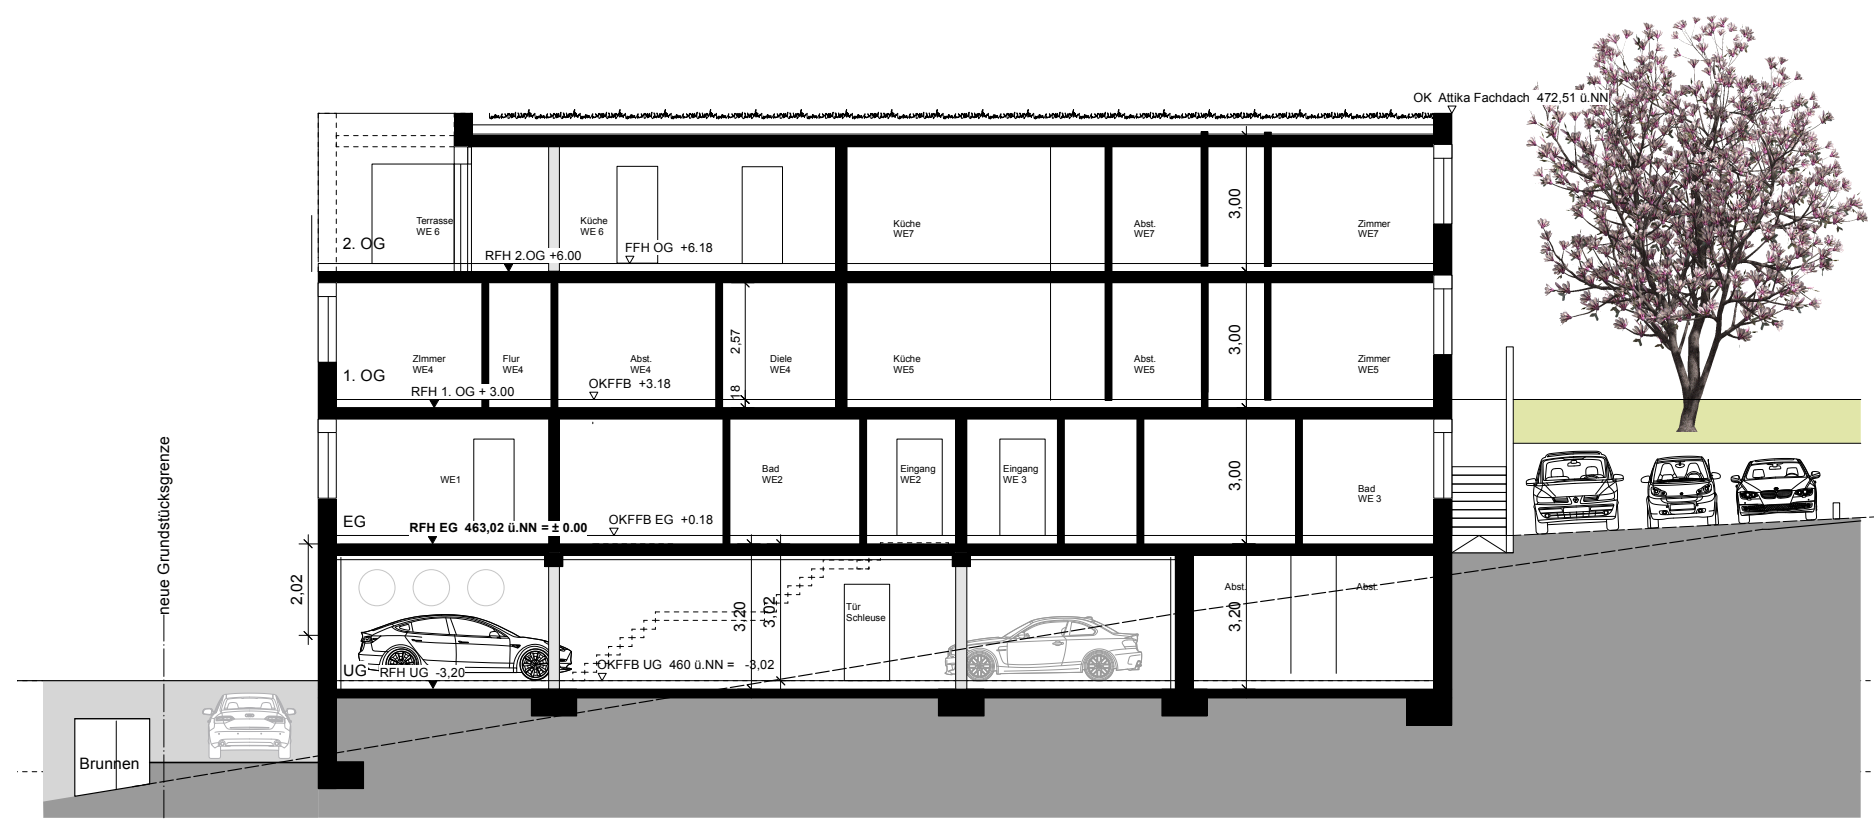 OK Attika Fachdach 472,51 ü.NN
Terrasse
WE 6
Küche
WE 6
Küche
WE7
Abst.
WE7
3,00
Zimmer
WE7
2. OG
RFH 2.OG +6.00
FFH OG +6.18
ZImmer
WE4
Flur
WE4
Abst.
WE4
2,57
18
Diele
WE4
Küche
WE5
Abst.
WE5
3,00
Zimmer
WE5
1. OG
RFH 1. OG + 3.00
OKFFB +3.18
neue Grundstücksgrenze
WE1
Bad
WE2
Eingang
WE2
Eingang
WE 3
3,00
Bad
WE 3
EG
RFH EG 463,02 ü.NN = ± 0.00
OKFFB EG +0.18
2,02
3,20
3,02
Tür
Schleuse
Abst.
Abst.
3,20
UG
RFH UG -3,20
OKFFB UG 460 ü.NN = -3,02
Brunnen